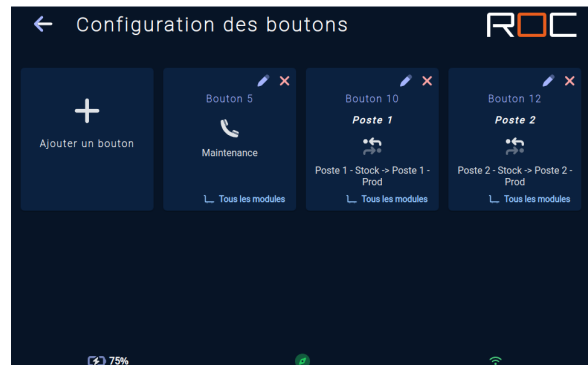 Configuration des boutons
ROC
Ajouter un bouton
Bouton 5
Maintenance
Tous les modules
Bouton 10
Poste 1
Poste 1 - Stock -> Poste 1 -
Prod
Tous les modules
Bouton 12
Poste 2
Poste 2 - Stock -> Poste 2 -
Prod
Tous les modules
75%